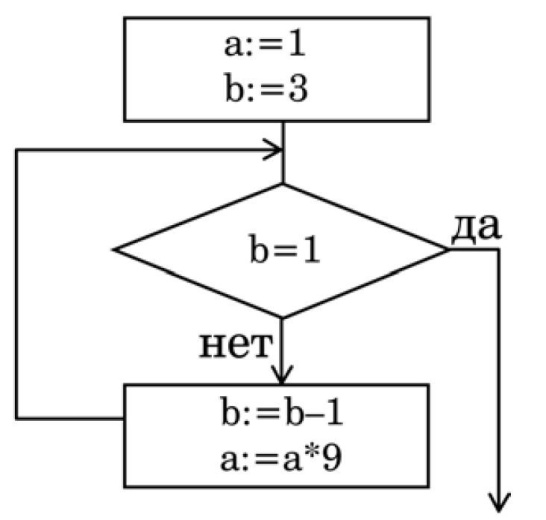 a:=1
b:=3
b=1
да
нет
b:=b–1
a:=a*9